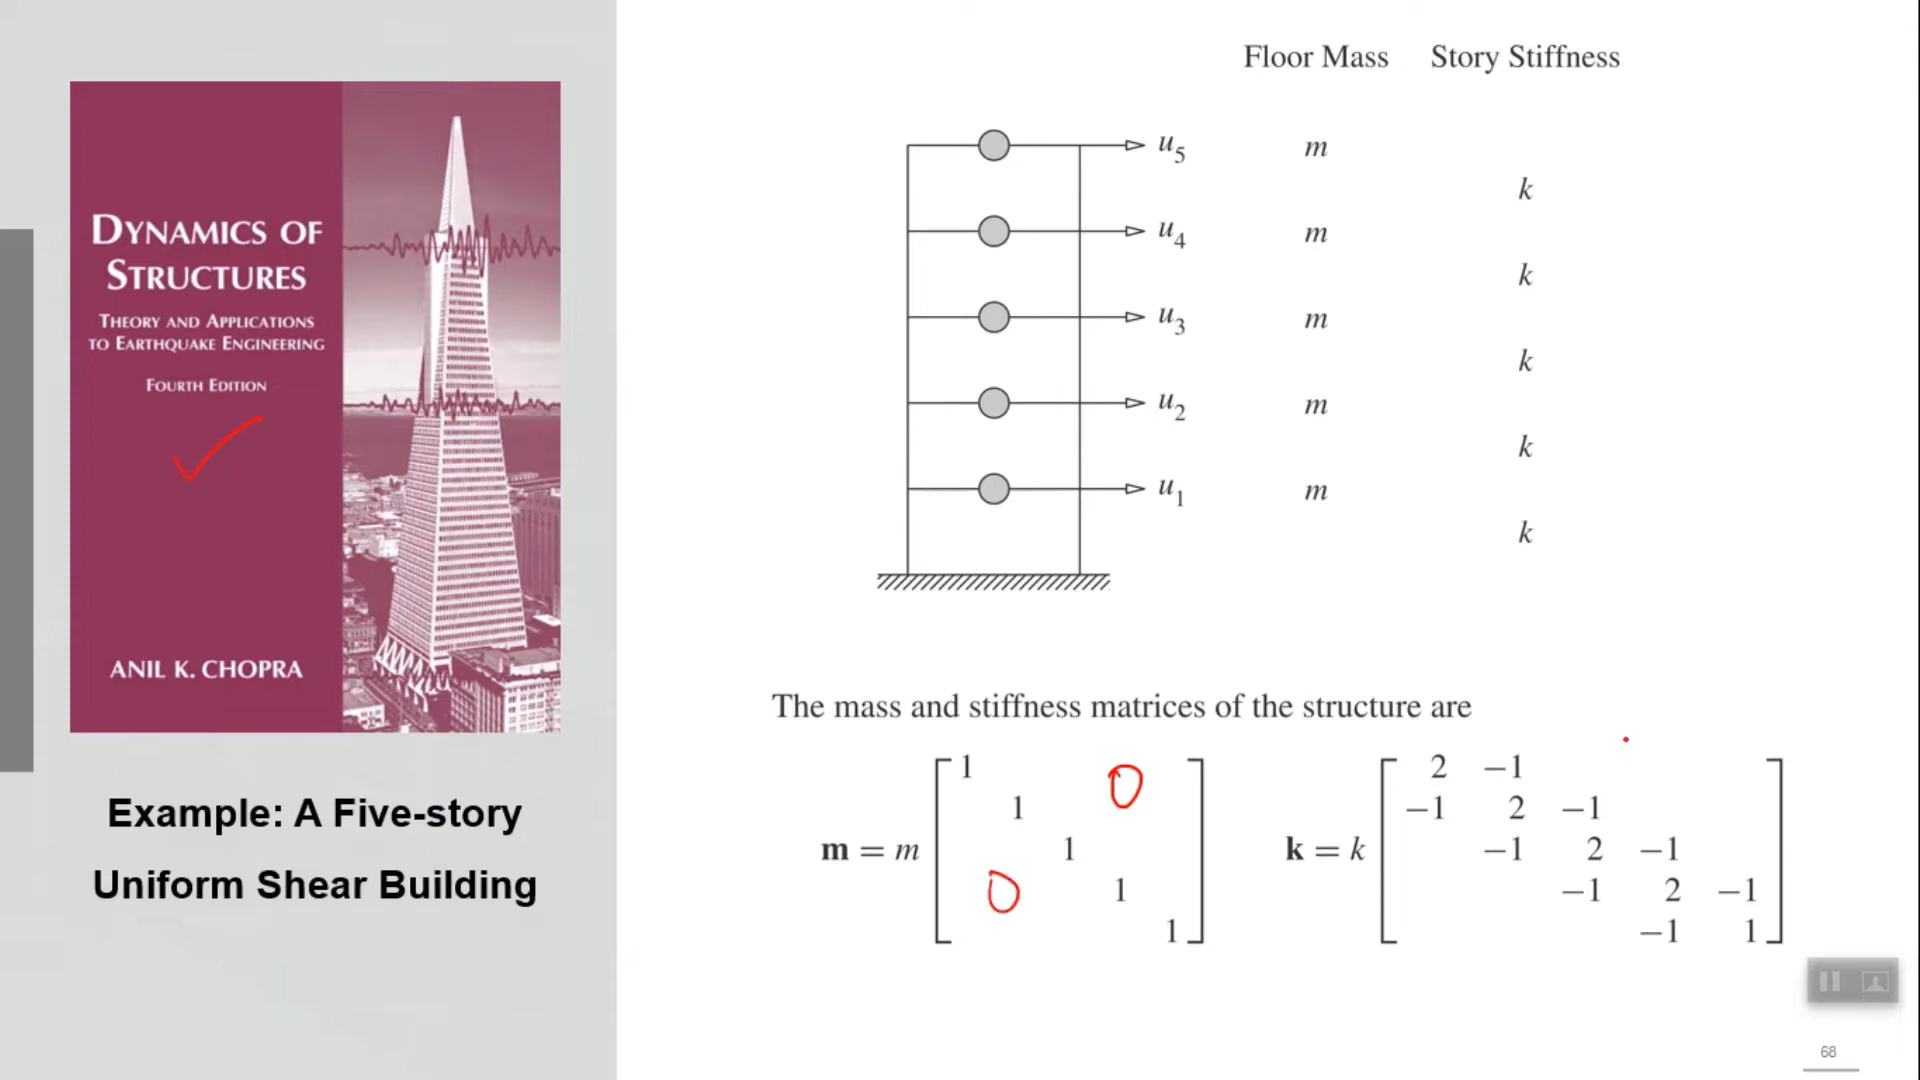 DYNAMICS OF
STRUCTURES
THEORY AND APPLICATIONS
TO EARTHQUAKE ENGINEERING
FOURTH EDITION
ANIL K. CHOPRA
Example: A Five-story
Uniform Shear Building
Floor Mass Story Stiffness
u5 m
k
u4 m
k
u3 m
k
u2 m
k
u1 m
k
The mass and stiffness matrices of the structure are
1 0 2 −1
1 −1 2 −1
m = m 1 k = k −1 2 −1
0 1 −1 2 −1
1 −1 1
68